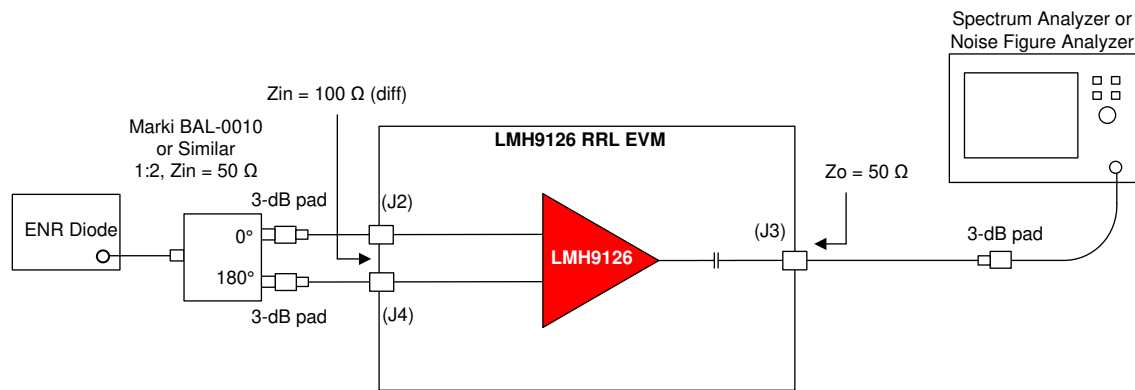 Spectrum Analyzer or
Noise Figure Analyzer
Zin = 100 Ω (diff)
Marki BAL-0010
or Similar
1:2, Zin = 50 Ω
LMH9126 RRL EVM
Zo = 50 Ω
3-dB pad
(J2)
ENR Diode
0°
(J3)
3-dB pad
LMH9126
180°
3-dB pad
(J4)